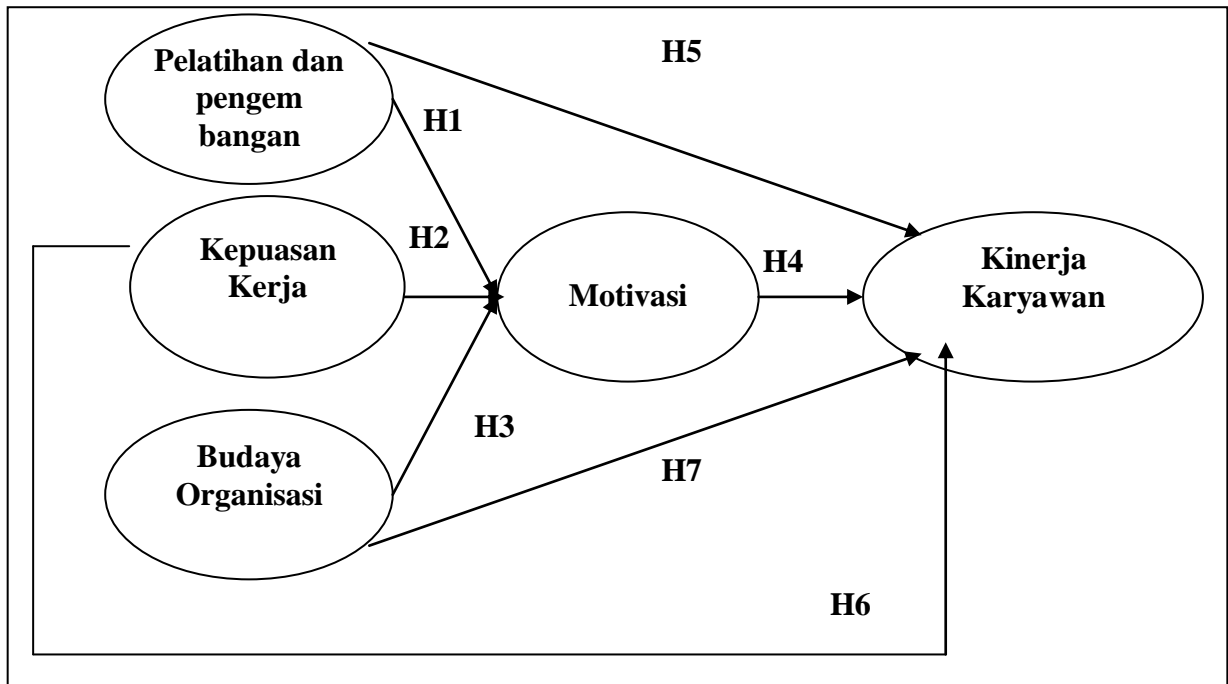 Pelatihan dan
pengem
bangan
H5
H1
Kepuasan
Kerja
H2
Motivasi
H4
Kinerja
Karyawan
H3
Budaya
Organisasi
H7
H6